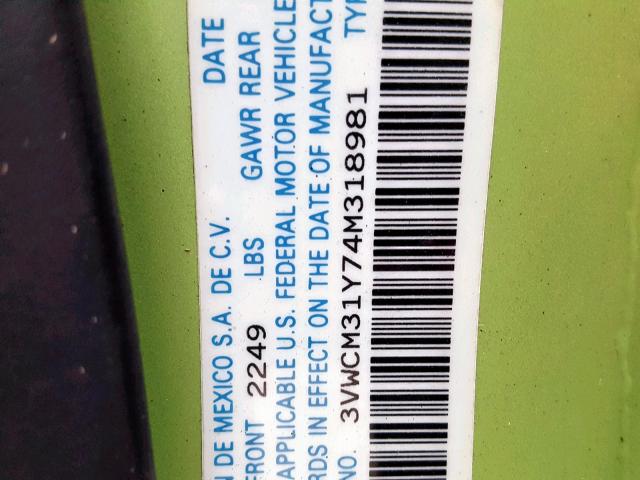 N DE MEXICO S.A. DE C.V. DATE
FRONT 2249 LBS GAWR REAR
APPLICABLE U.S. FEDERAL MOTOR VEHICLE
RDS IN EFFECT ON THE DATE OF MANUFACT
NO. 3VWCM31Y74M318981 TYP